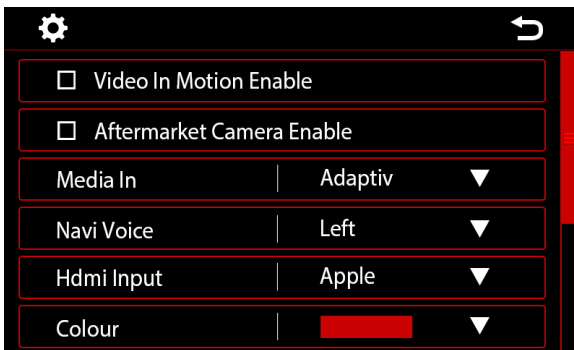 Video In Motion Enable
Aftermarket Camera Enable
Media In Adaptiv
Navi Voice Left
Hdmi Input Apple
Colour